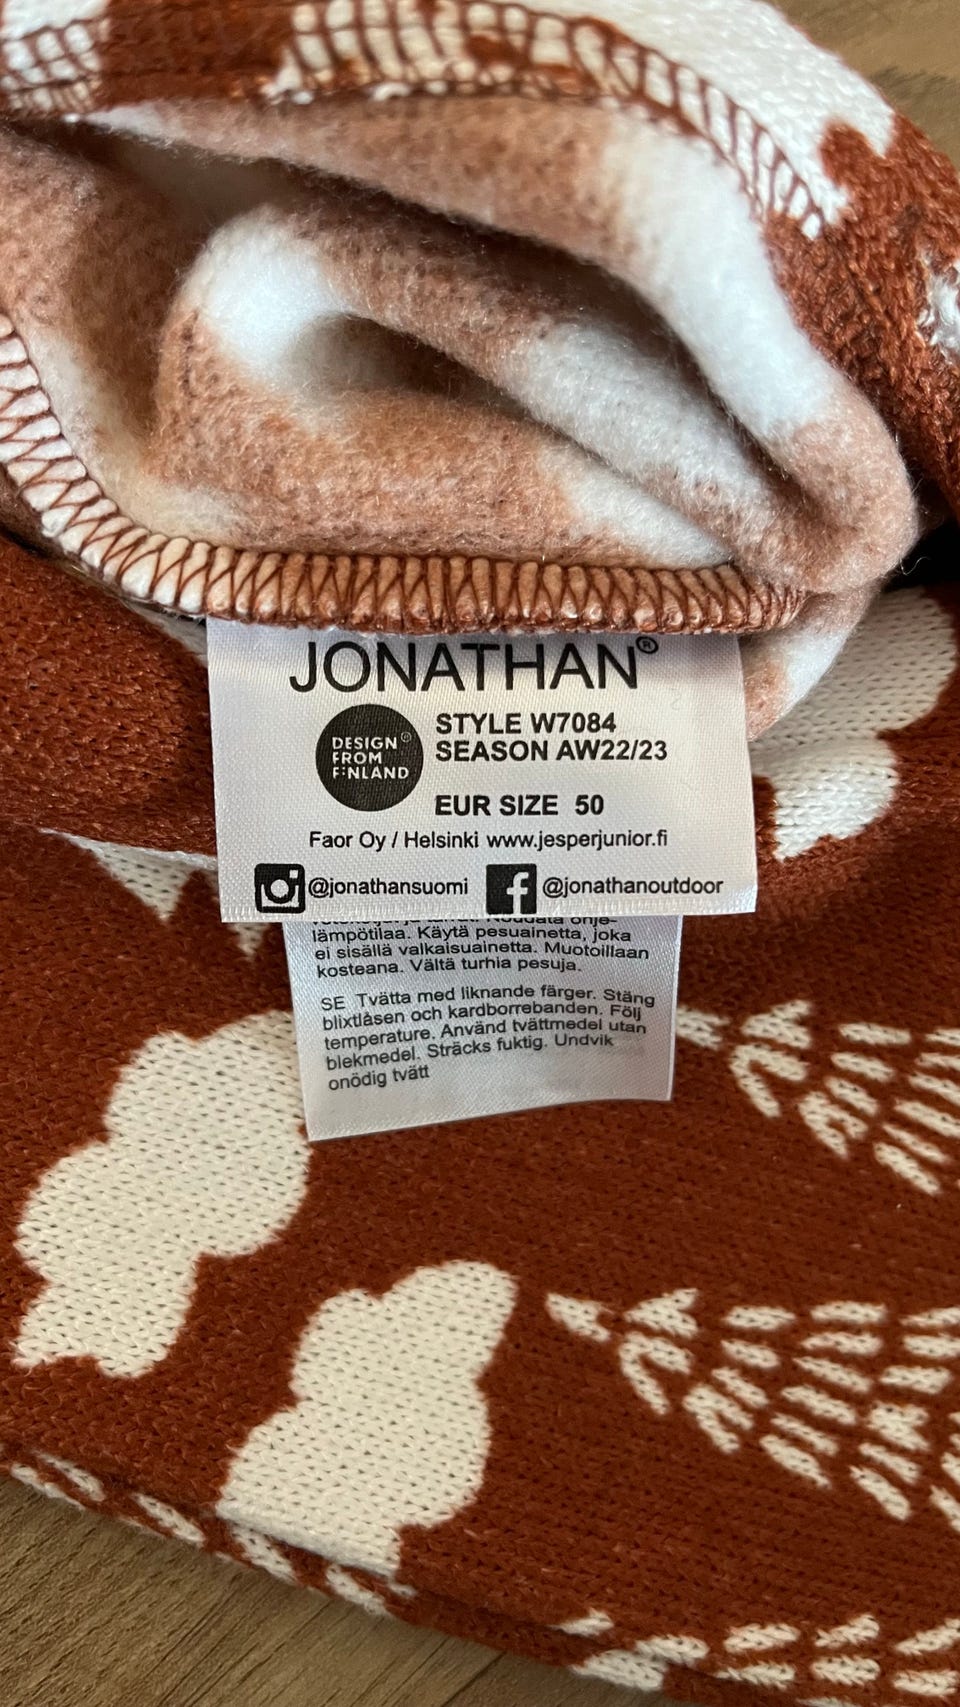 JONATHAN®
DESIGN®
FROM
FINLAND
STYLE W7084
SEASON AW22/23
EUR SIZE 50
Faor Oy / Helsinki www.jesperjunior.fi
@jonathansuomi @jonathanoutdoor
lämpötilaa. Käytä pesuainetta, joka
ei sisällä valkaisuainetta. Muotoillaan
kosteana. Vältä turhia pesuja.
SE Tvätta med liknande färger. Stäng
blixtlåsen och kardborrebanden. Följ
temperature. Använd tvättmedel utan
blekmedel. Sträcks fuktig. Undvik
onödig tvätt